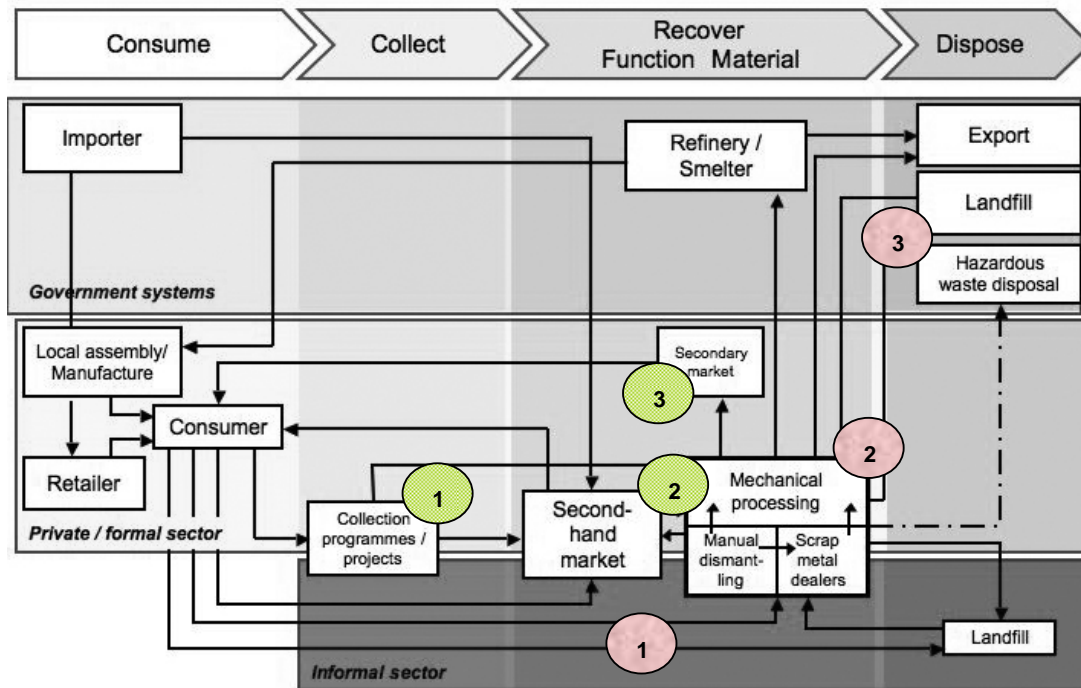 Consume
Collect
Recover
Function Material
Dispose
Importer
Refinery /
Smelter
Export
Landfill
3
Hazardous
waste disposal
Government systems
Local assembly/
Manufacture
Secondary
market
3
Consumer
Retailer
1
2
2
Mechanical
processing
Collection
programmes /
projects
Second-
hand
market
Private / formal sector
Manual
dismant-
ling
Scrap
metal
dealers
1
Landfill
Informal sector